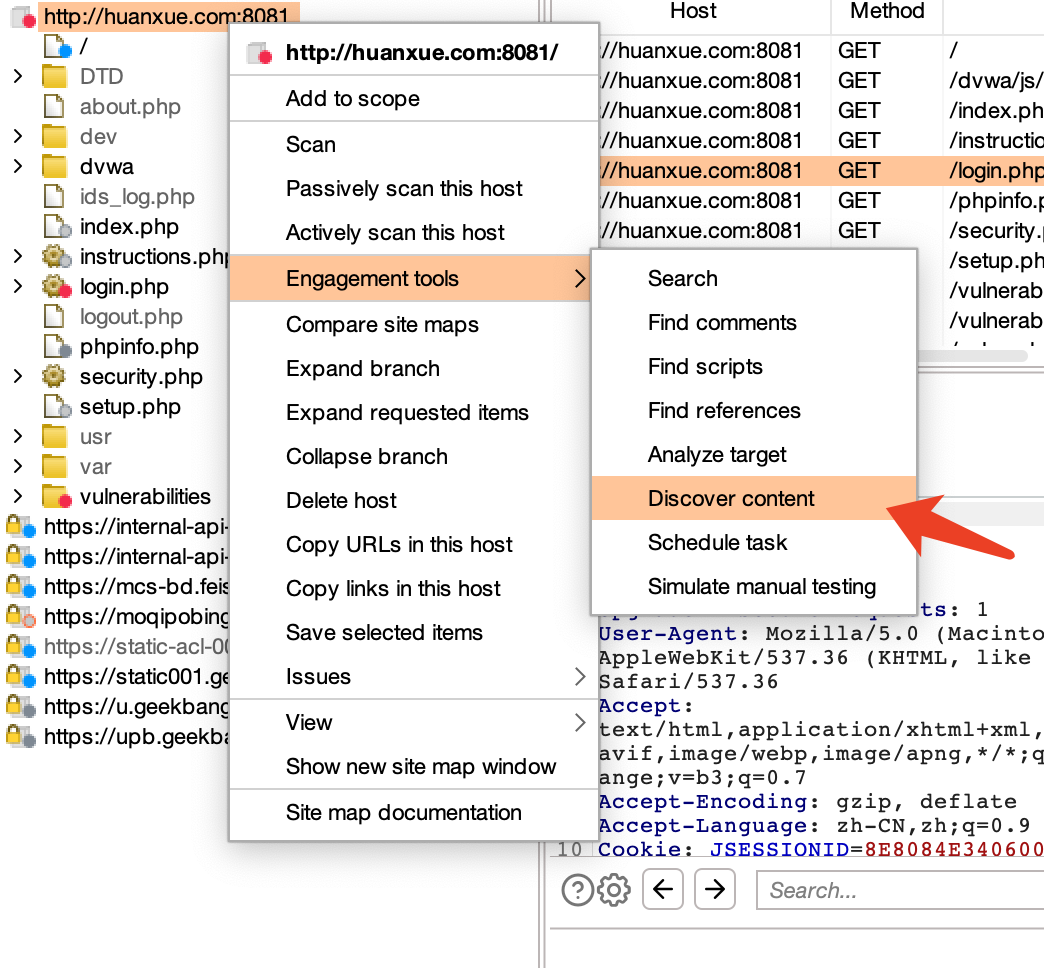 http://huanxue.com:8081
/
DTD
about.php
dev
dvwa
ids_log.php
index.php
instructions.php
login.php
logout.php
phpinfo.php
security.php
setup.php
usr
var
vulnerabilities
https://internal-api-
https://internal-api-
https://mcs-bd.feis
https://moqipobing
https://static-acl-00
https://static001.ge
https://u.geekbang
https://upb.geekba
http://huanxue.com:8081/
Add to scope
Scan
Passively scan this host
Actively scan this host
Engagement tools
Compare site maps
Expand branch
Expand requested items
Collapse branch
Delete host
Copy URLs in this host
Copy links in this host
Save selected items
Issues
View
Show new site map window
Site map documentation
Search
Find comments
Find scripts
Find references
Analyze target
Discover content
Schedule task
Simulate manual testing
Host Method
://huanxue.com:8081 GET /
://huanxue.com:8081 GET /dvwa/js/
://huanxue.com:8081 GET /index.ph
://huanxue.com:8081 GET /instructio
://huanxue.com:8081 GET /login.php
://huanxue.com:8081 GET /phpinfo.p
://huanxue.com:8081 GET /security.
/setup.ph
/vulnerab
/vulnerab
ts: 1
User-Agent: Mozilla/5.0 (Macinto
AppleWebKit/537.36 (KHTML, like
Safari/537.36
Accept:
text/html,application/xhtml+xml,
avif,image/webp,image/apng,*/*;q
ange;v=b3;q=0.7
Accept-Encoding: gzip, deflate
Accept-Language: zh-CN,zh;q=0.9
10 Cookie: JSESSIONID=8E8084E340600
Search...